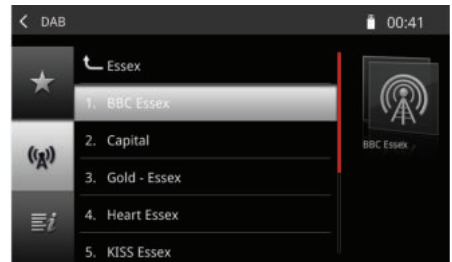 DAB
00:41
Essex
1. BBC Essex
2. Capital
3. Gold - Essex
4. Heart Essex
5. KISS Essex
BBC Essex